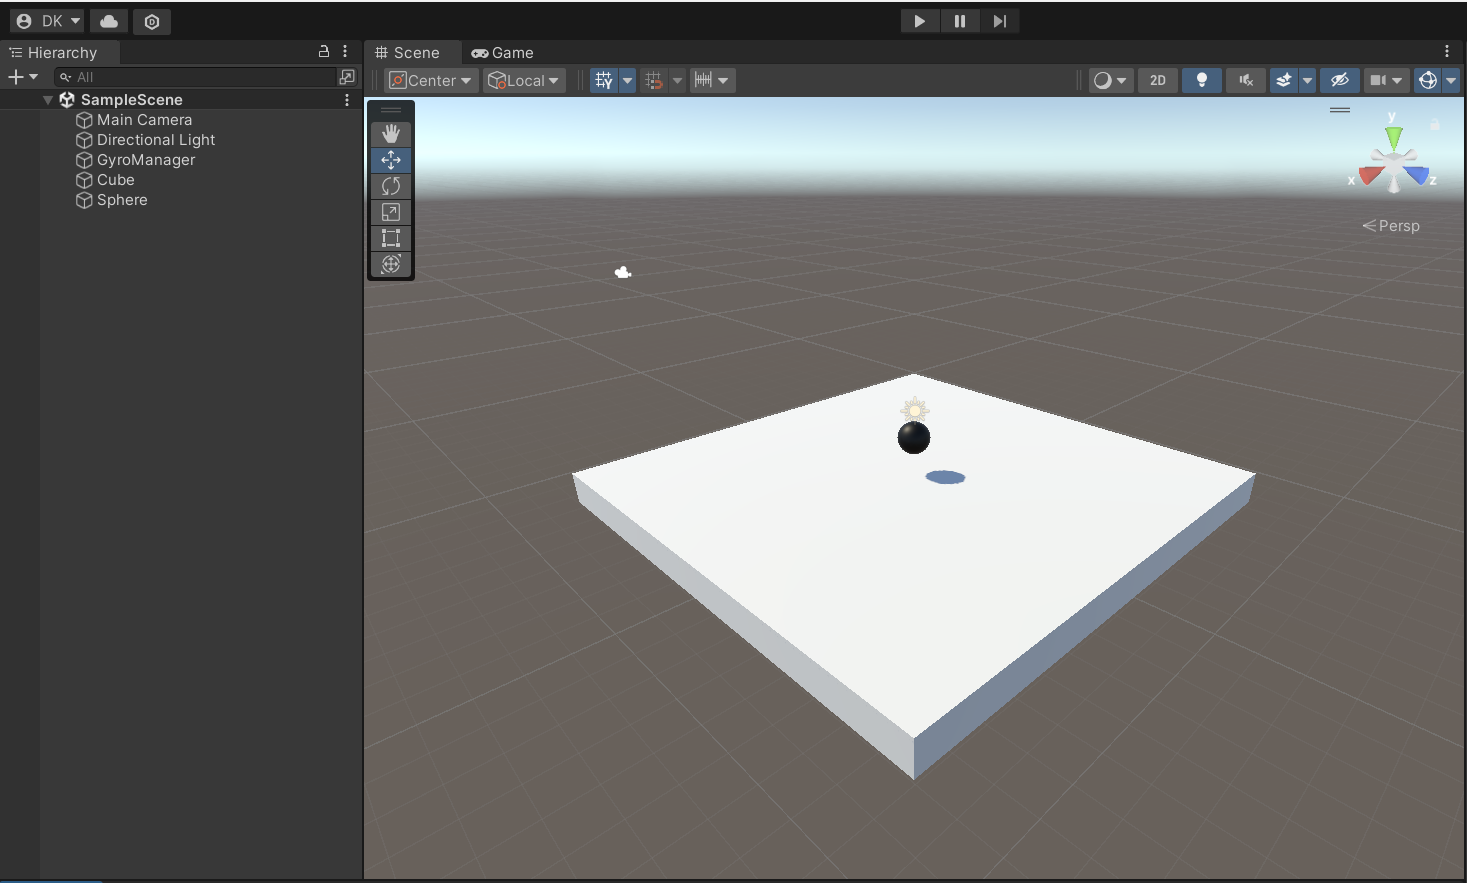 DK
Hierarchy
All
SampleScene
Main Camera
Directional Light
GyroManager
Cube
Sphere
Scene Game
Center Local 2D
y
x z
Persp